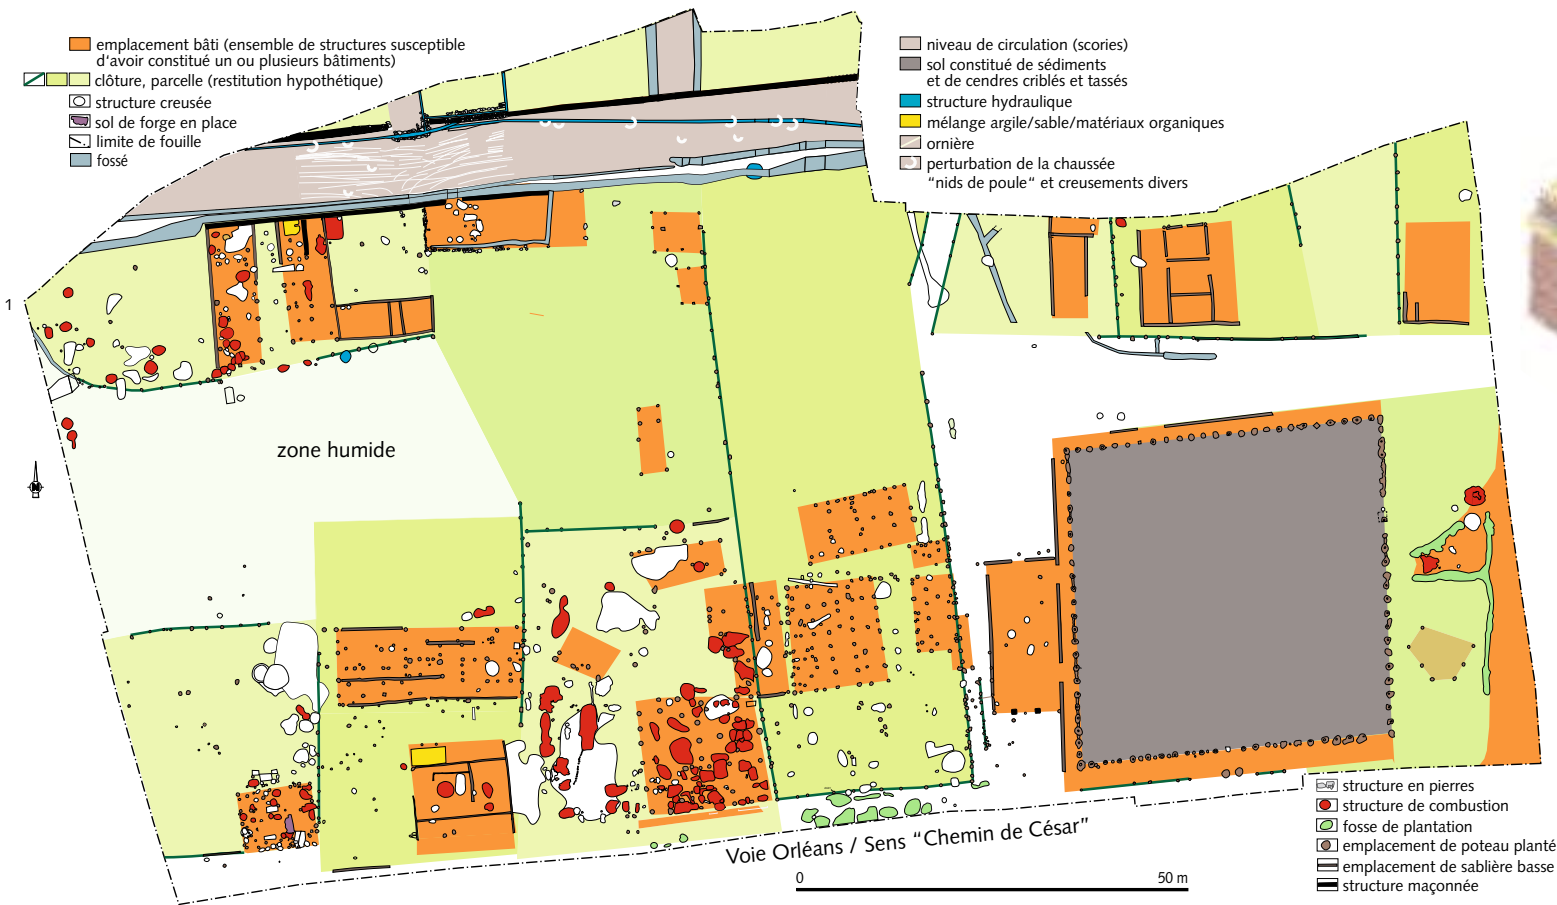 emplacement bâti (ensemble de structures susceptible
d'avoir constitué un ou plusieurs bâtiments)
clôture, parcelle (restitution hypothétique)
structure creusée
sol de forge en place
limite de fouille
fossé
niveau de circulation (scories)
sol constitué de sédiments
et de cendres criblés et tassés
structure hydraulique
mélange argile/sable/matériaux organiques
ornière
perturbation de la chaussée
"nids de poule" et creusements divers
1
zone humide
N
Voie Orléans / Sens "Chemin de César"
0 50 m
structure en pierres
structure de combustion
fosse de plantation
emplacement de poteau planté
emplacement de sablière basse
structure maçonnée